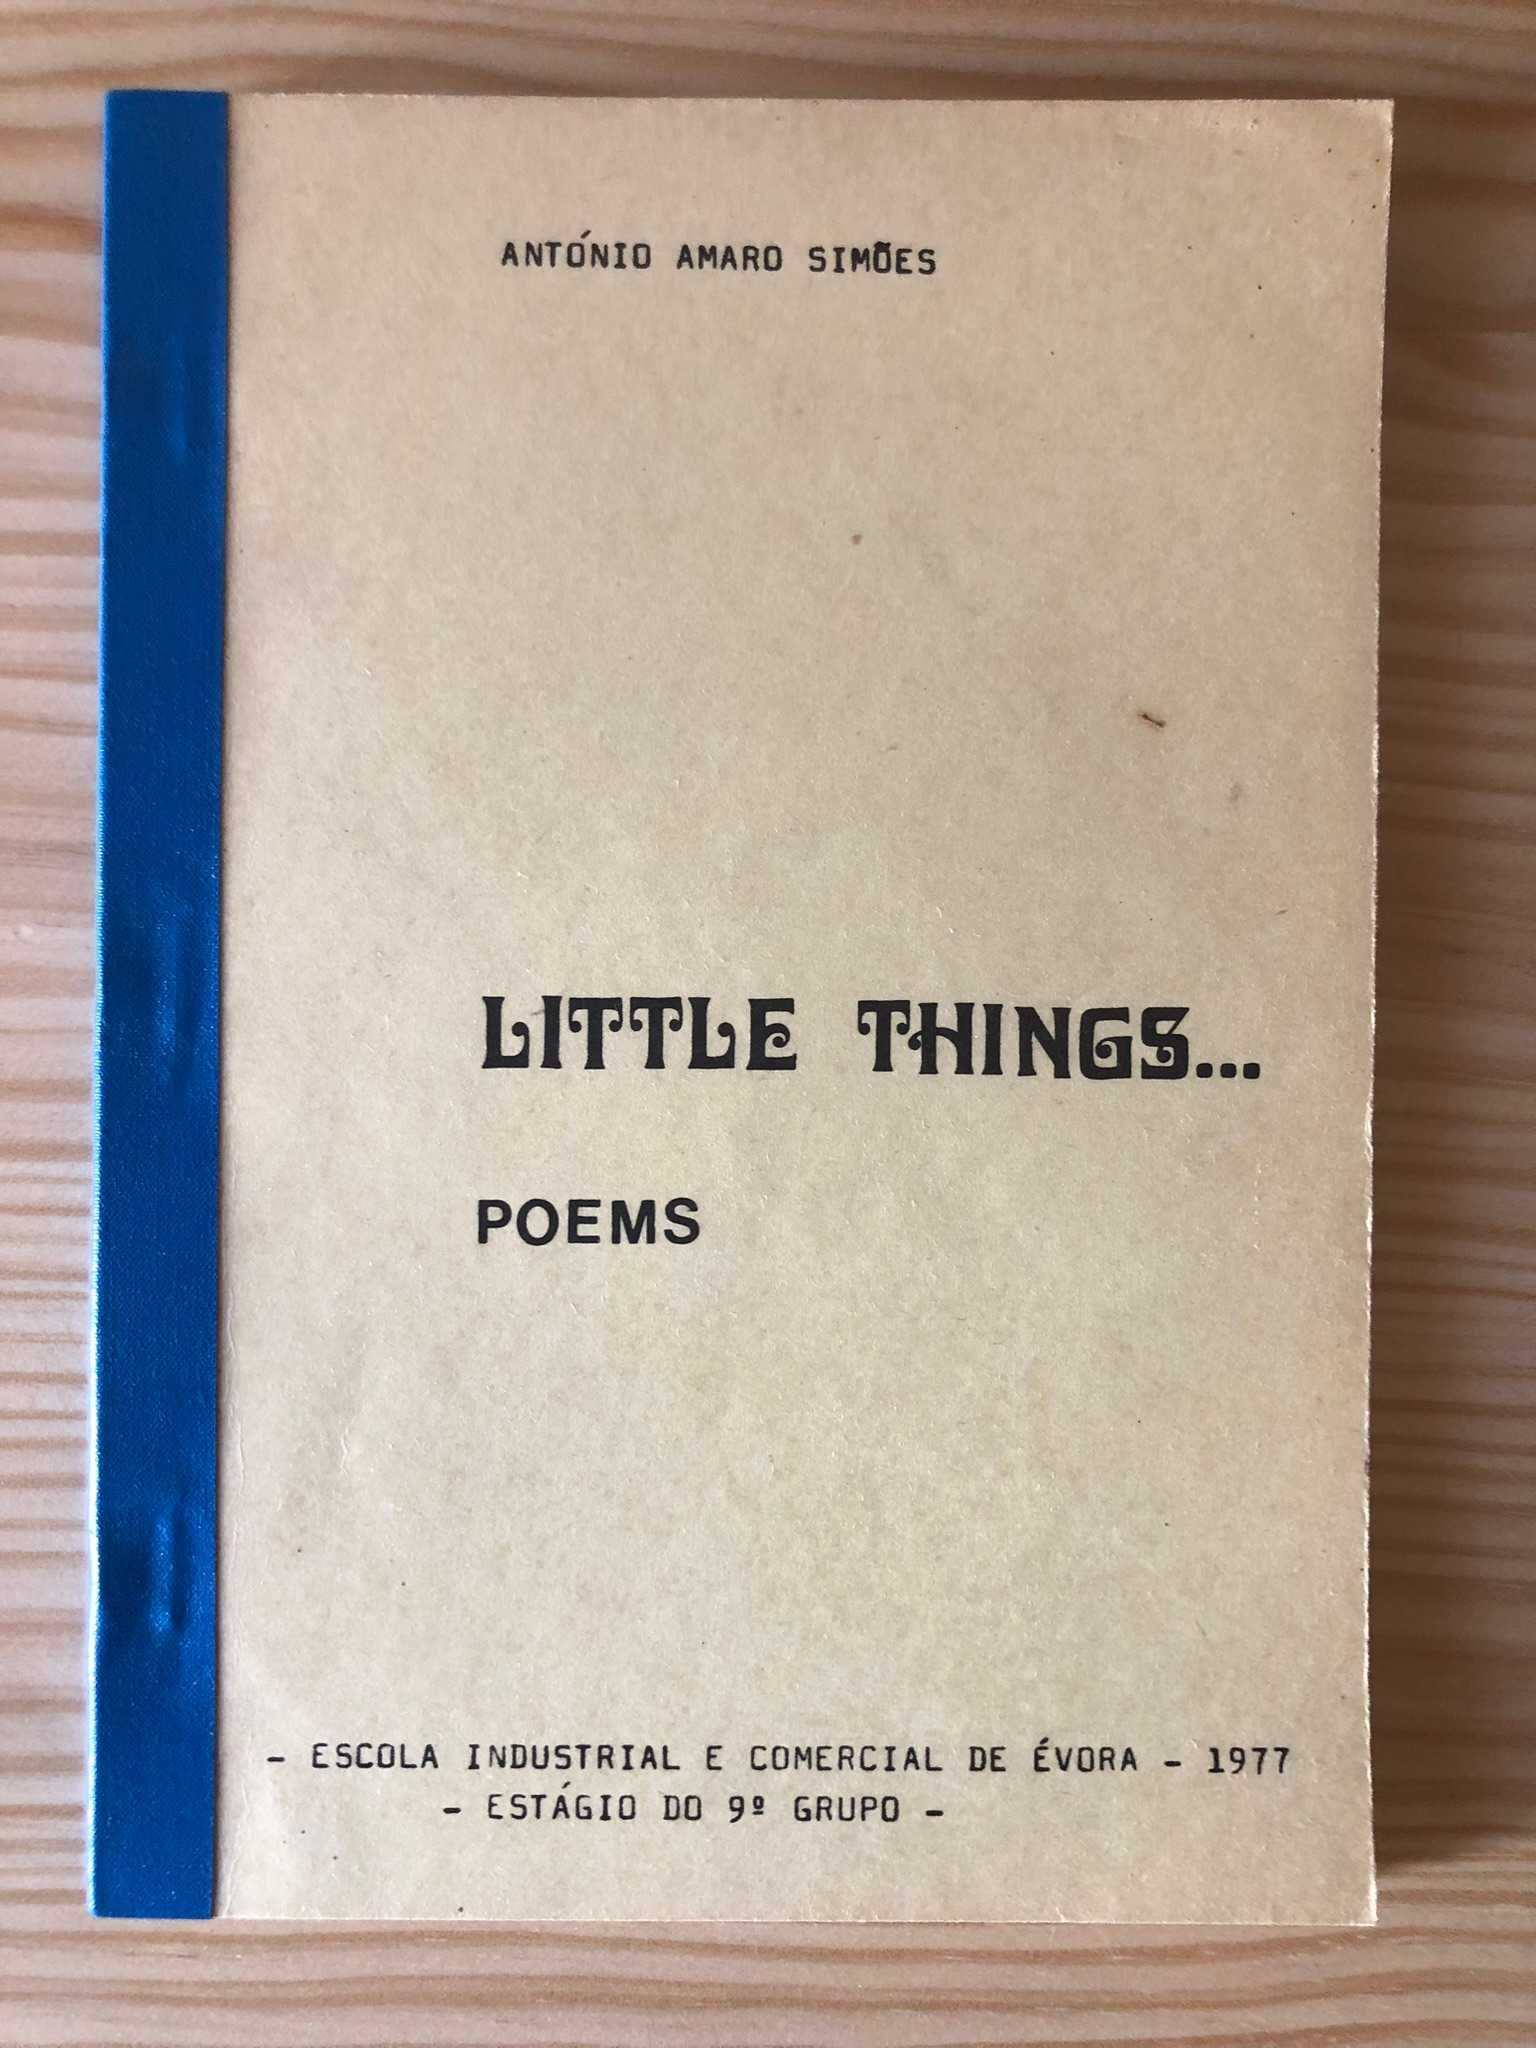 ANTÓNIO AMARO SIMÕES
LITTLE THINGS...
POEMS
- ESCOLA INDUSTRIAL E COMERCIAL DE ÉVORA - 1977
- ESTÁGIO DO 9º GRUPO -